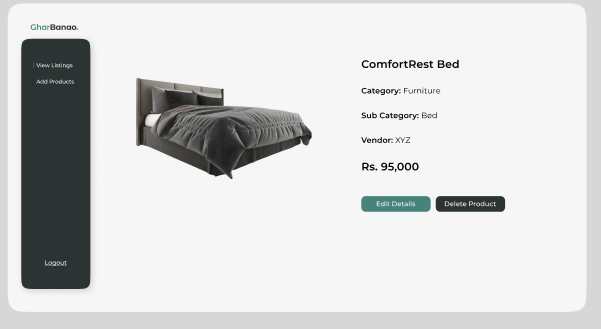 GharBanao.
View Listings
Add Products
Logout
ComfortRest Bed
Category: Furniture
Sub Category: Bed
Vendor: XYZ
Rs. 95,000
Edit Details
Delete Product